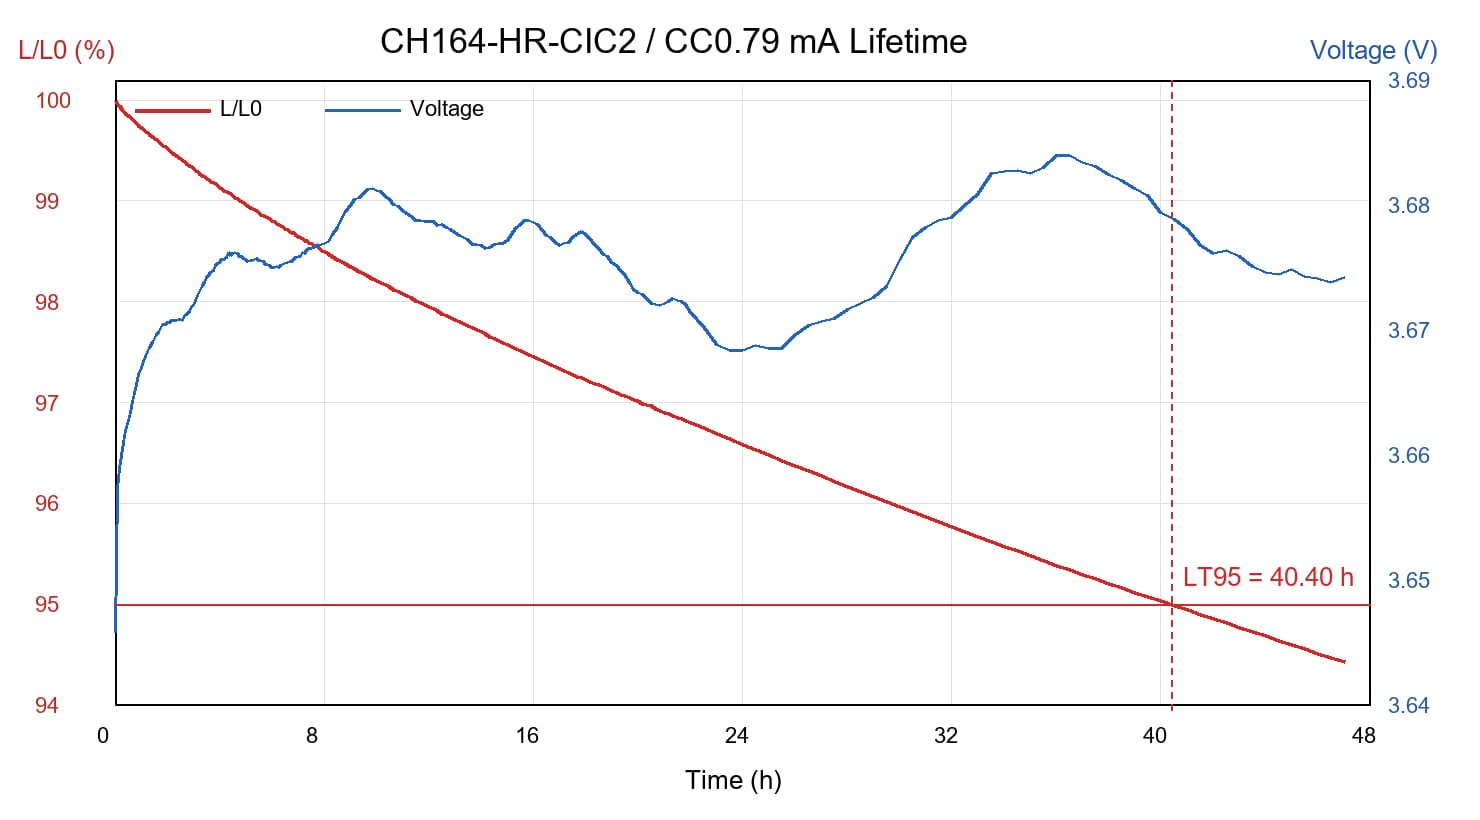 CH164-HR-CIC2 / CC0.79 mA Lifetime
L/L0 (%)
Voltage (V)
L/L0
Voltage
100
99
98
97
96
95
94
3.69
3.68
3.67
3.66
3.65
3.64
LT95 = 40.40 h
0 8 16 24 32 40 48
Time (h)